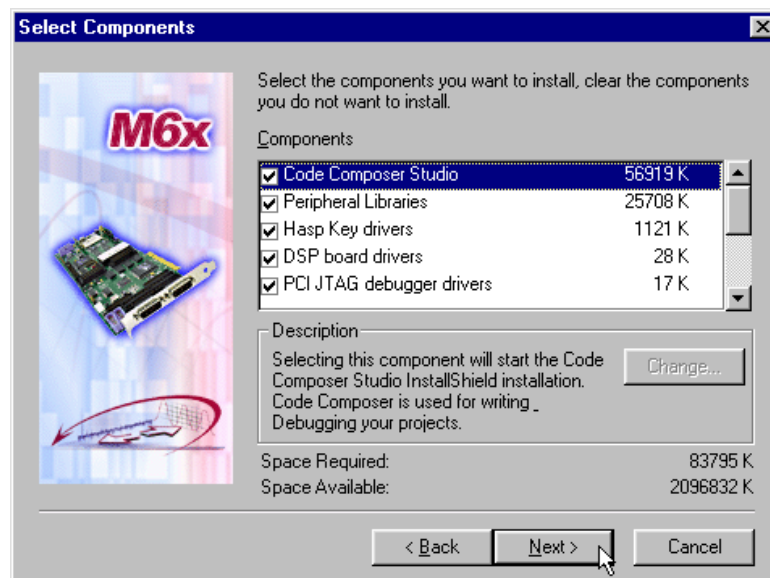 Select Components
M6x
Select the components you want to install, clear the components
you do not want to install.
Components
Code Composer Studio 56919 K
Peripheral Libraries 25708 K
Hasp Key drivers 1121 K
DSP board drivers 28 K
PCI JTAG debugger drivers 17 K
Description
Selecting this component will start the Code
Composer Studio InstallShield installation.
Code Composer is used for writing _
Debugging your projects.
Change...
Space Required: 83795 K
Space Available: 2096832 K
< Back Next > Cancel